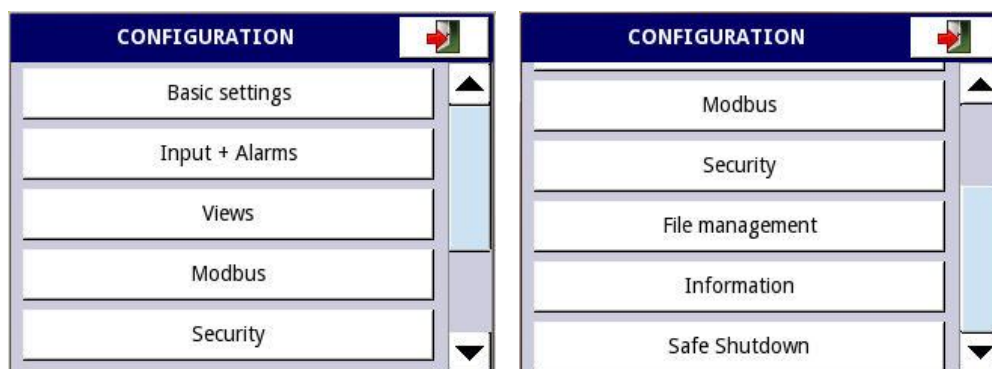 CONFIGURATION
Basic settings
Input + Alarms
Views
Modbus
Security
CONFIGURATION
Modbus
Security
File management
Information
Safe Shutdown